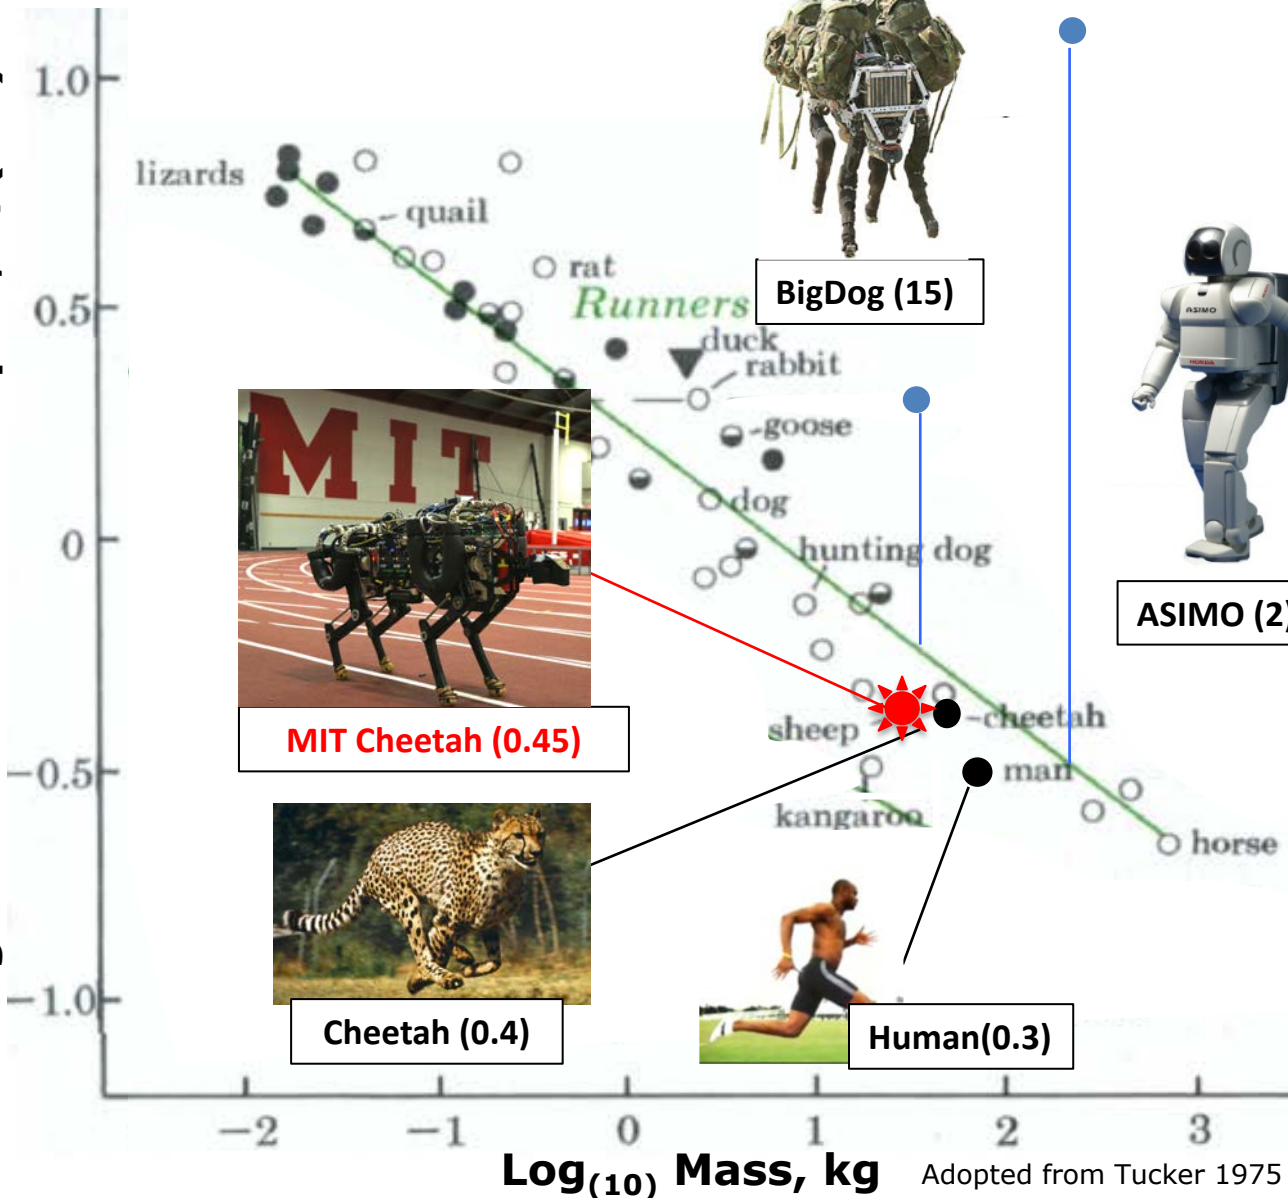 1.0
lizards
quail
rat
BigDog (15)
ASIMO
HONDA
0.5
Runners
duck
rabbit
MIT
goose
dog
0
hunting dog
ASIMO (2)
MIT Cheetah (0.45)
sheep
cheetah
−0.5
man
kangaroo
horse
−1.0
Cheetah (0.4)
Human(0.3)
−2
−1
0
1
2
3
Log(10) Mass, kg
Adopted from Tucker 1975